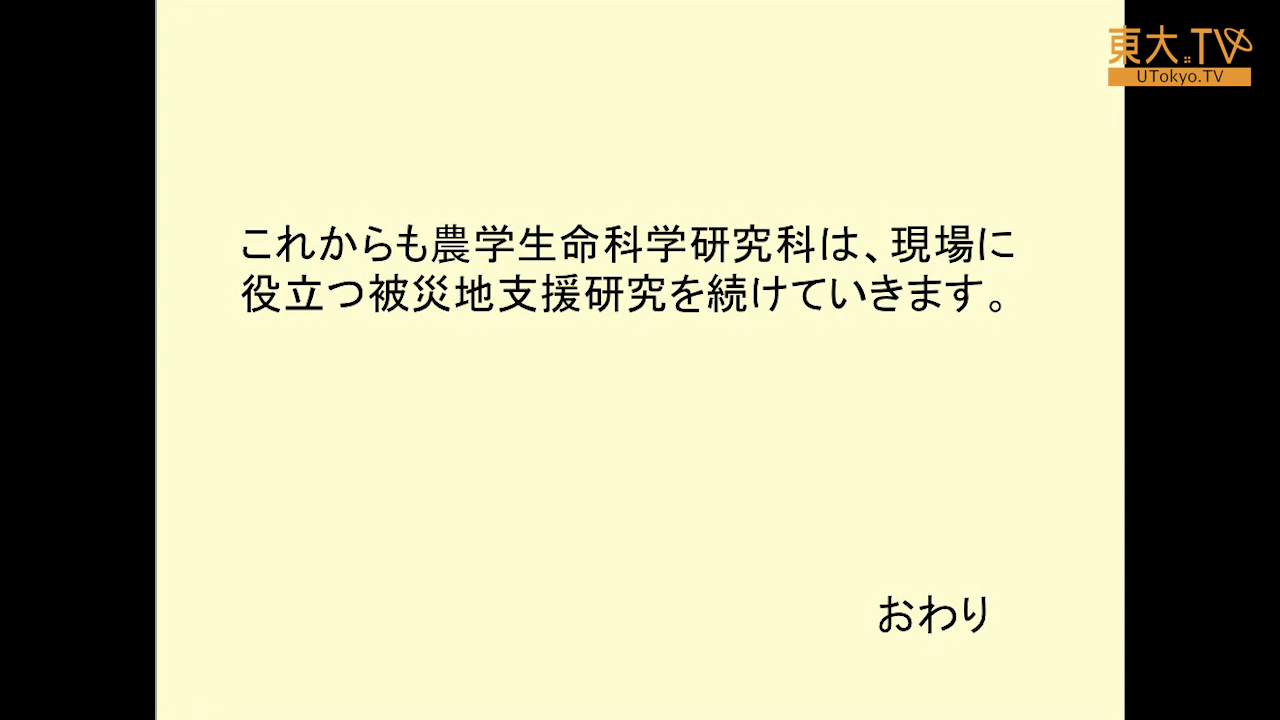 東大TV
UTokyo.TV
これからも農学生命科学研究科は、現場に
役立つ被災地支援研究を続けていきます。
おわり